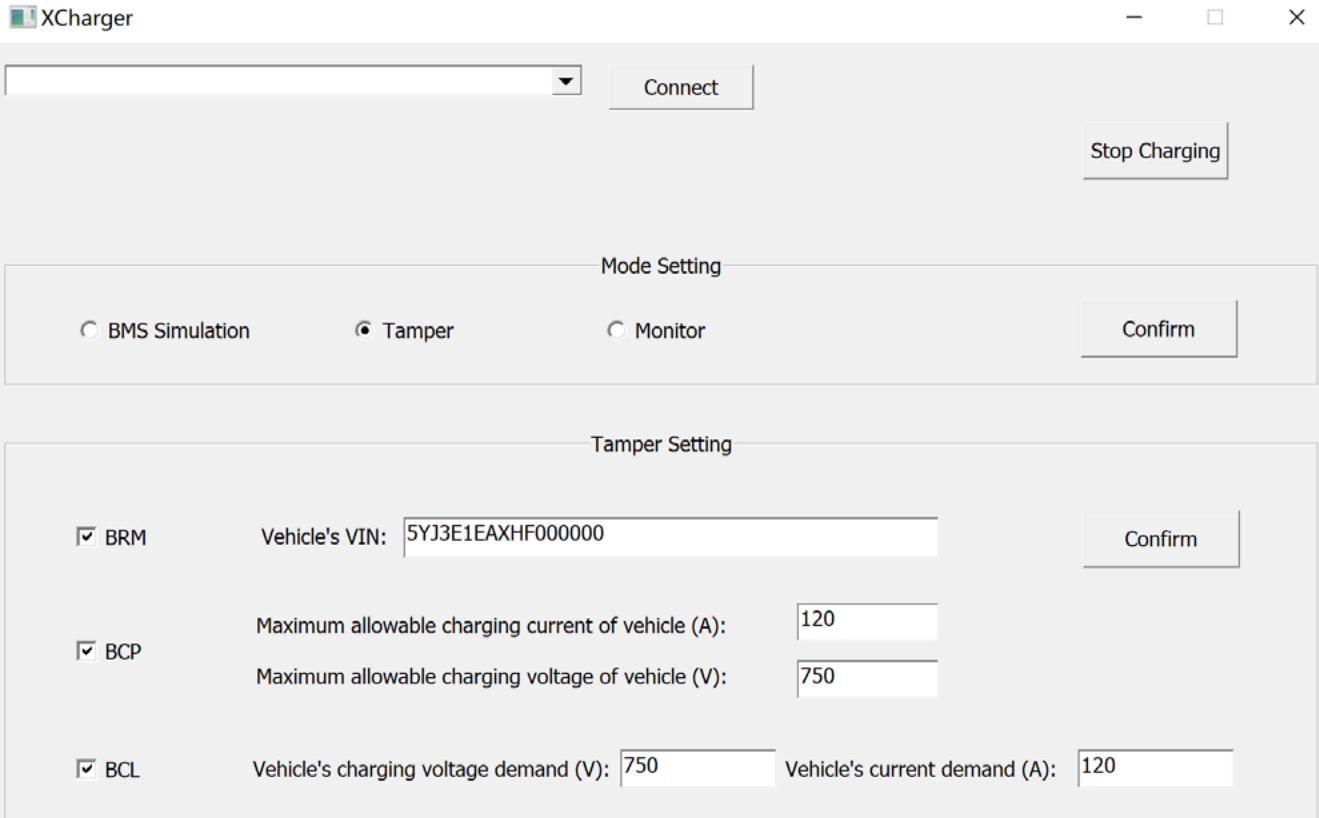 XCharger
Connect
Stop Charging
Mode Setting
BMS Simulation Tamper Monitor Confirm
Tamper Setting
BRM Vehicle's VIN: 5YJ3E1EAXHF000000 Confirm
BCP Maximum allowable charging current of vehicle (A): 120
Maximum allowable charging voltage of vehicle (V): 750
BCL Vehicle's charging voltage demand (V): 750 Vehicle's current demand (A): 120